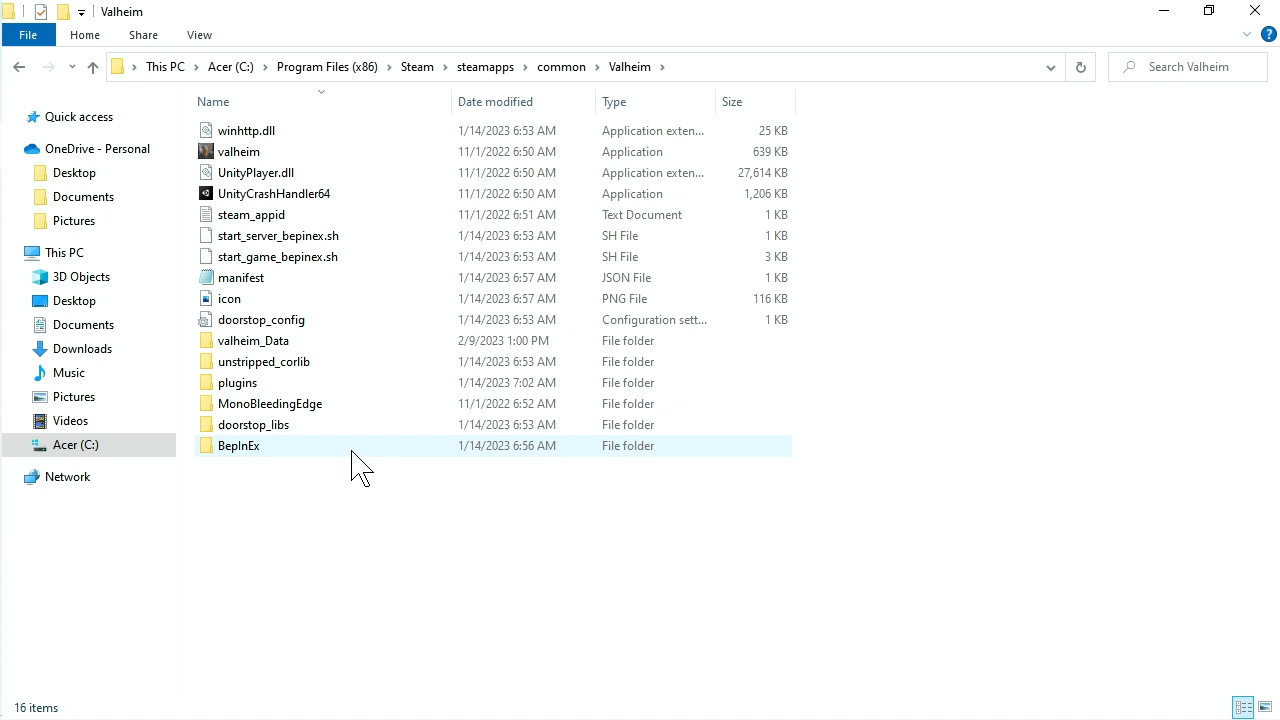 Valheim
File Home Share View
This PC Acer (C:) Program Files (x86) Steam steamapps common Valheim Search Valheim
Name Date modified Type Size
Quick access
OneDrive - Personal
Desktop
Documents
Pictures
This PC
3D Objects
Desktop
Documents
Downloads
Music
Pictures
Videos
Acer (C:)
Network
winhttp.dll 1/14/2023 6:53 AM Application exten... 25 KB
valheim 11/1/2022 6:50 AM Application 639 KB
UnityPlayer.dll 11/1/2022 6:50 AM Application exten... 27,614 KB
UnityCrashHandler64 11/1/2022 6:50 AM Application 1,206 KB
steam_appid 11/1/2022 6:51 AM Text Document 1 KB
start_server_bepinex.sh 1/14/2023 6:53 AM SH File 1 KB
start_game_bepinex.sh 1/14/2023 6:53 AM SH File 3 KB
manifest 1/14/2023 6:57 AM JSON File 1 KB
icon 1/14/2023 6:57 AM PNG File 116 KB
doorstop_config 1/14/2023 6:53 AM Configuration sett... 1 KB
valheim_Data 2/9/2023 1:00 PM File folder
unstripped_corlib 1/14/2023 6:53 AM File folder
plugins 1/14/2023 7:02 AM File folder
MonoBleedingEdge 11/1/2022 6:52 AM File folder
doorstop_libs 1/14/2023 6:53 AM File folder
BepInEx 1/14/2023 6:56 AM File folder
16 items